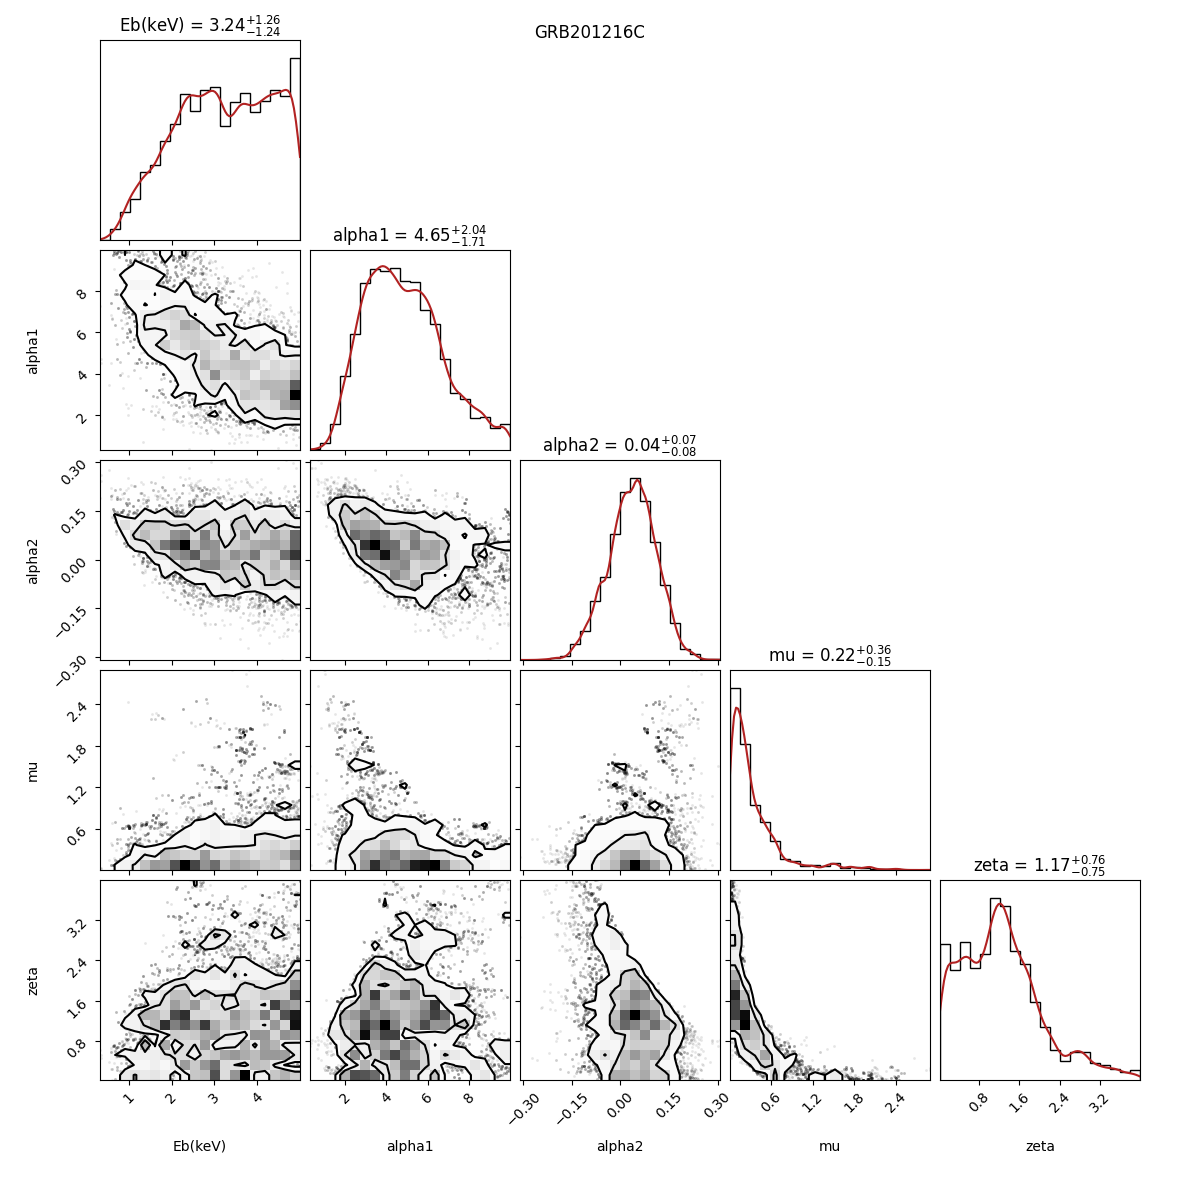 GRB201216C
Eb(keV) = 3.24+1.26−1.24
alpha1 = 4.65+2.04−1.71
8
6
4
2
alpha1
alpha2 = 0.04+0.07−0.08
0.30
0.15
0.00
−0.15
−0.30
alpha2
mu = 0.22+0.36−0.15
2.4
1.8
1.2
0.6
mu
zeta = 1.17+0.76−0.75
3.2
2.4
1.6
0.8
zeta
1 2 3 4
2 4 6 8
−0.30 −0.15 0.00 0.15 0.30
0.6 1.2 1.8 2.4
0.8 1.6 2.4 3.2
Eb(keV) alpha1 alpha2 mu zeta